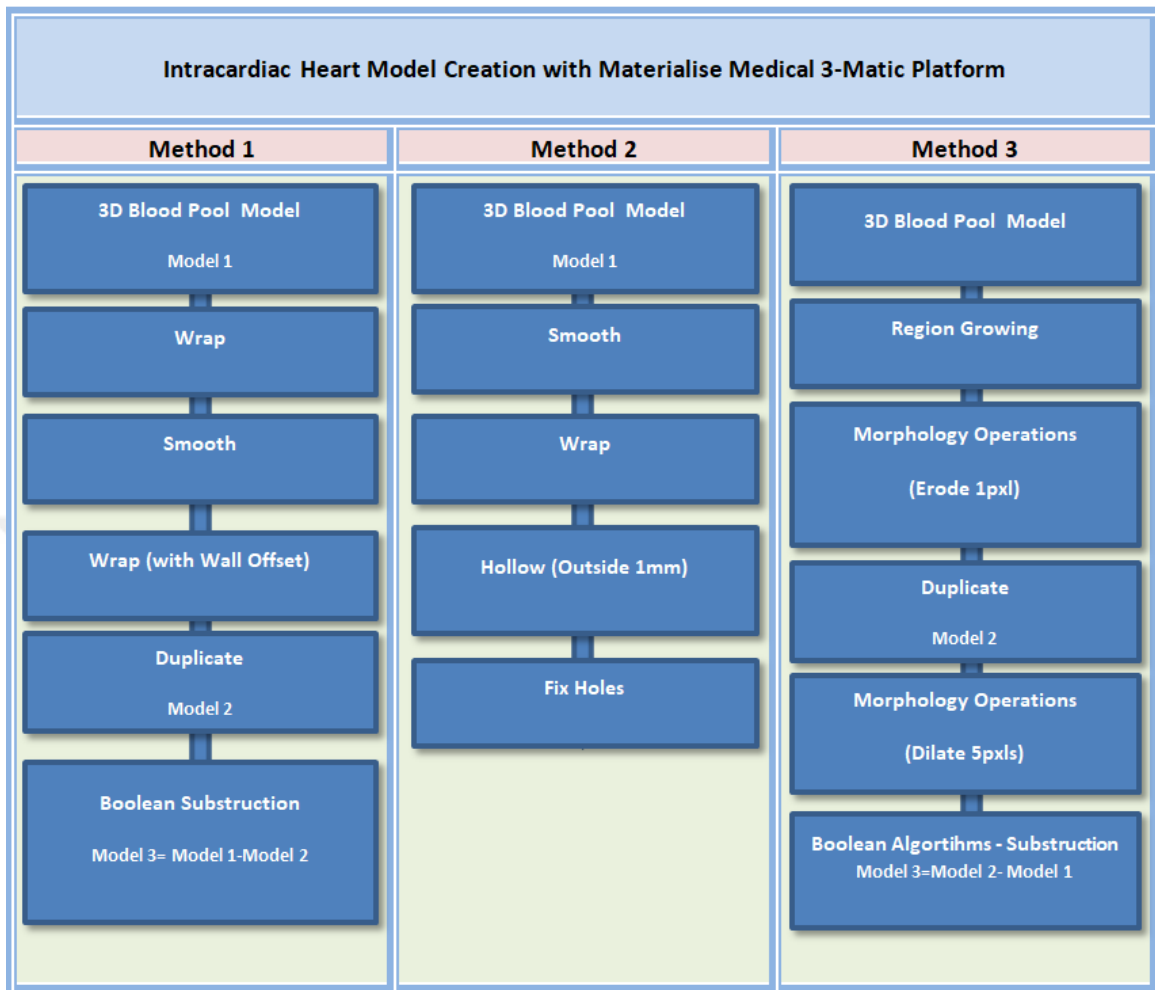 Intracardiac Heart Model Creation with Materialise Medical 3-Matic Platform
Method 1
3D Blood Pool Model
Model 1
Wrap
Smooth
Wrap (with Wall Offset)
Duplicate
Model 2
Boolean Substruction
Model 3= Model 1-Model 2
Method 2
3D Blood Pool Model
Model 1
Smooth
Wrap
Hollow (Outside 1mm)
Fix Holes
Method 3
3D Blood Pool Model
Region Growing
Morphology Operations
(Erode 1pxl)
Duplicate
Model 2
Morphology Operations
(Dilate 5pxls)
Boolean Algortihms - Substruction
Model 3=Model 2- Model 1